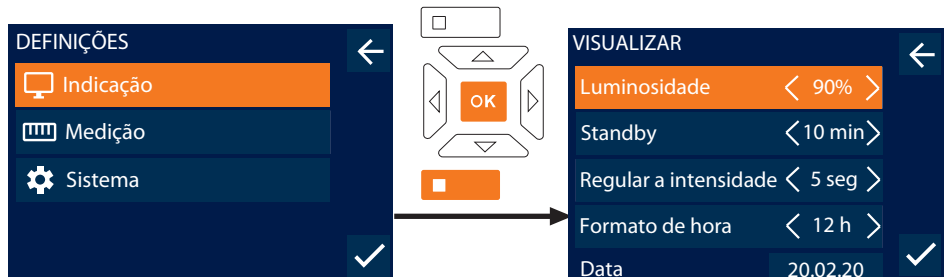 DEFINIÇÕES
Indicação
Medição
Sistema
OK
VISUALIZAR
Luminosidade 90%
Standby 10 min
Regular a intensidade 5 seg
Formato de hora 12 h
Data 20.02.20